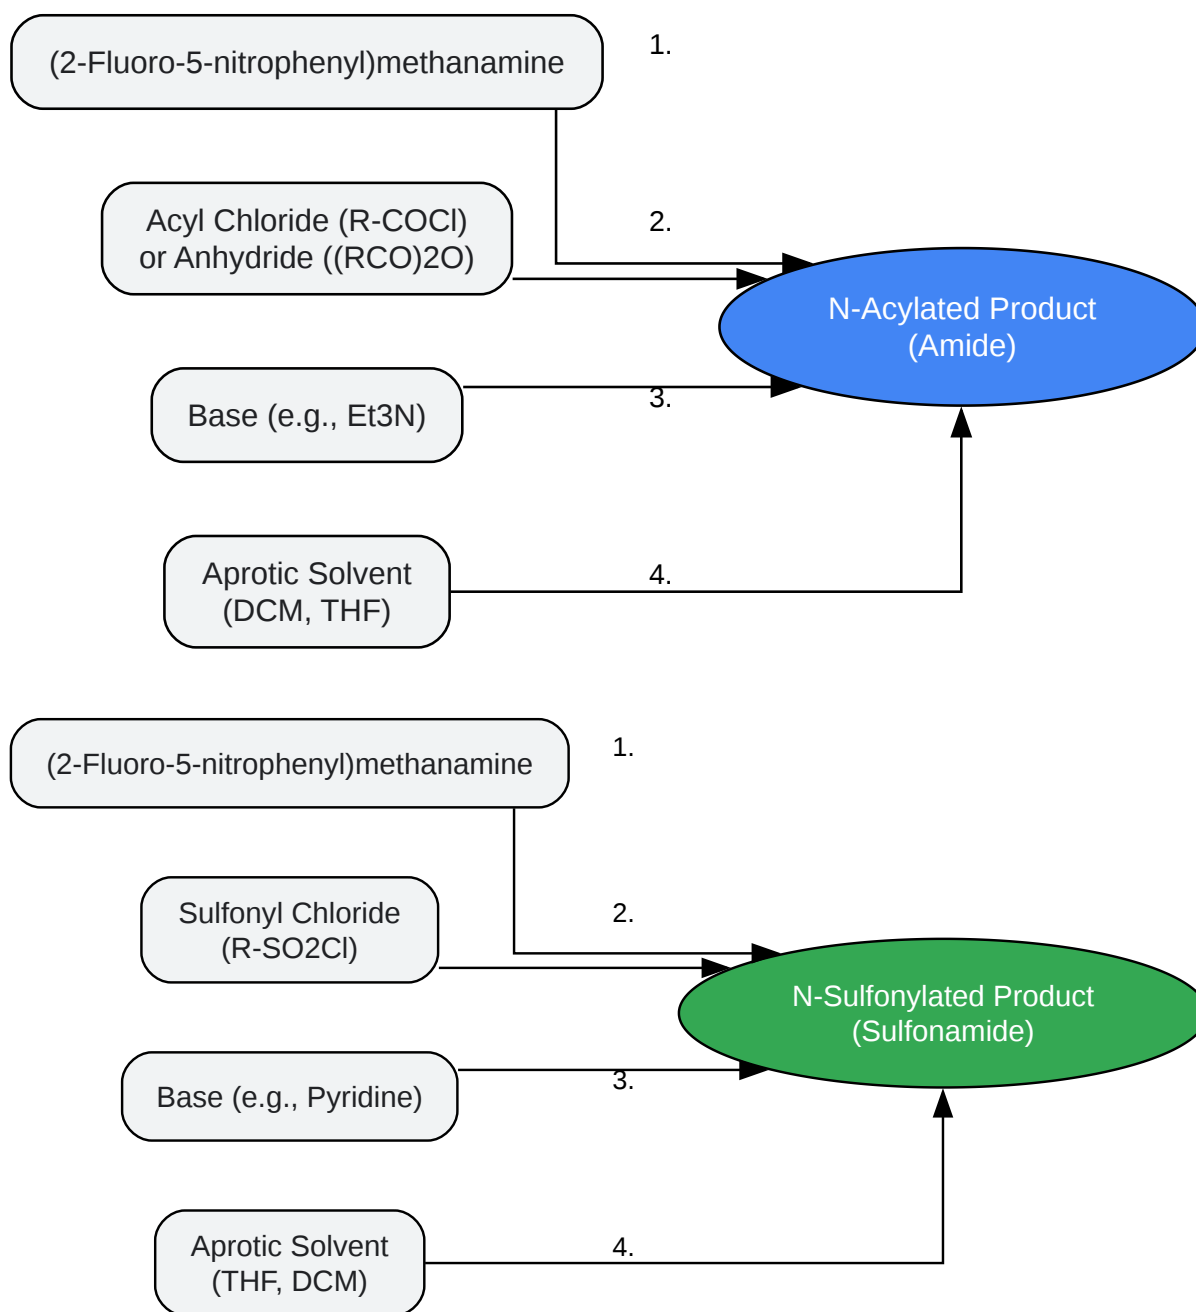 (2-Fluoro-5-nitrophenyl)methanamine
1.
Acyl Chloride (R-COCl)
or Anhydride ((RCO)2O)
2.
N-Acylated Product
(Amide)
Base (e.g., Et3N)
3.
Aprotic Solvent
(DCM, THF)
4.
(2-Fluoro-5-nitrophenyl)methanamine
1.
Sulfonyl Chloride
(R-SO2Cl)
2.
N-Sulfonylated Product
(Sulfonamide)
Base (e.g., Pyridine)
3.
Aprotic Solvent
(THF, DCM)
4.